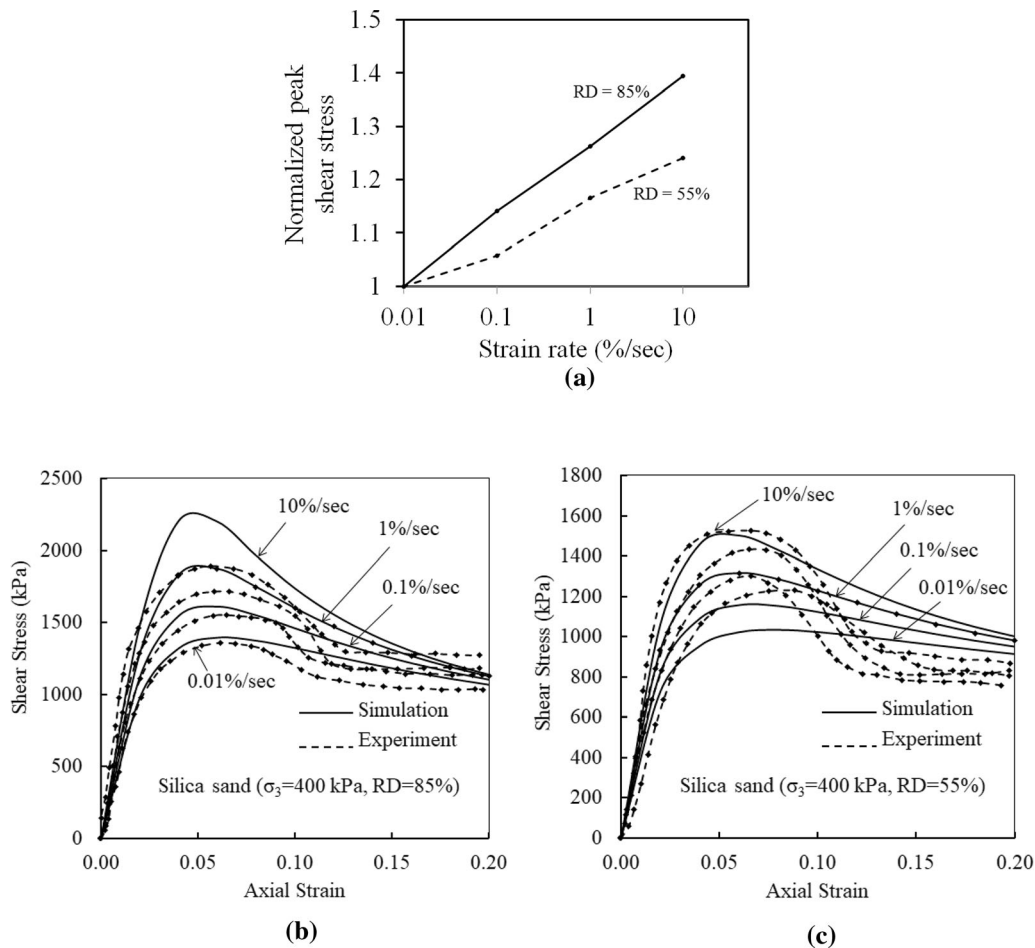 1.5
1.4
1.3
1.2
1.1
1
Normalized peak
shear stress
RD = 85%
RD = 55%
0.01 0.1 1 10
Strain rate (%/sec)
(a)
2500
2000
1500
1000
500
0
Shear Stress (kPa)
10%/sec
1%/sec
0.1%/sec
0.01%/sec
Simulation
Experiment
Silica sand (σ3=400 kPa, RD=85%)
0.00 0.05 0.10 0.15 0.20
Axial Strain
(b)
1800
1600
1400
1200
1000
800
600
400
200
0
Shear Stress (kPa)
10%/sec
1%/sec
0.1%/sec
0.01%/sec
Simulation
Experiment
Silica sand (σ3=400 kPa, RD=55%)
0.00 0.05 0.10 0.15 0.20
Axial Strain
(c)